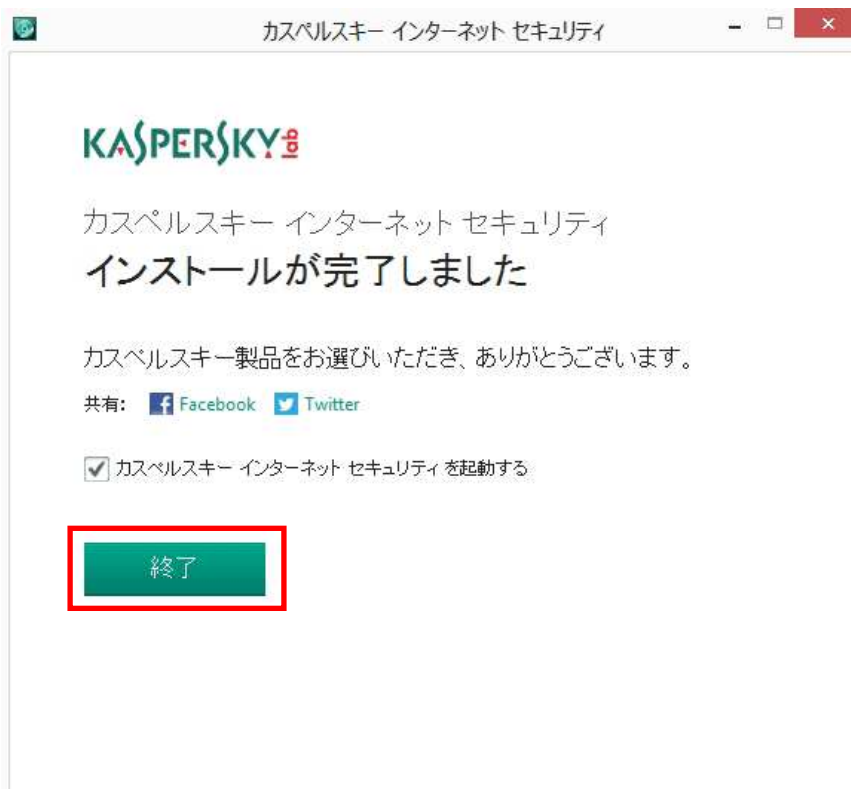 カスペルスキー インターネット セキュリティ
KASPERSKY lab
カスペルスキー インターネット セキュリティ
インストールが完了しました
カスペルスキー製品をお選びいただき、ありがとうございます。
共有: Facebook Twitter
カスペルスキー インターネット セキュリティ を起動する
終了